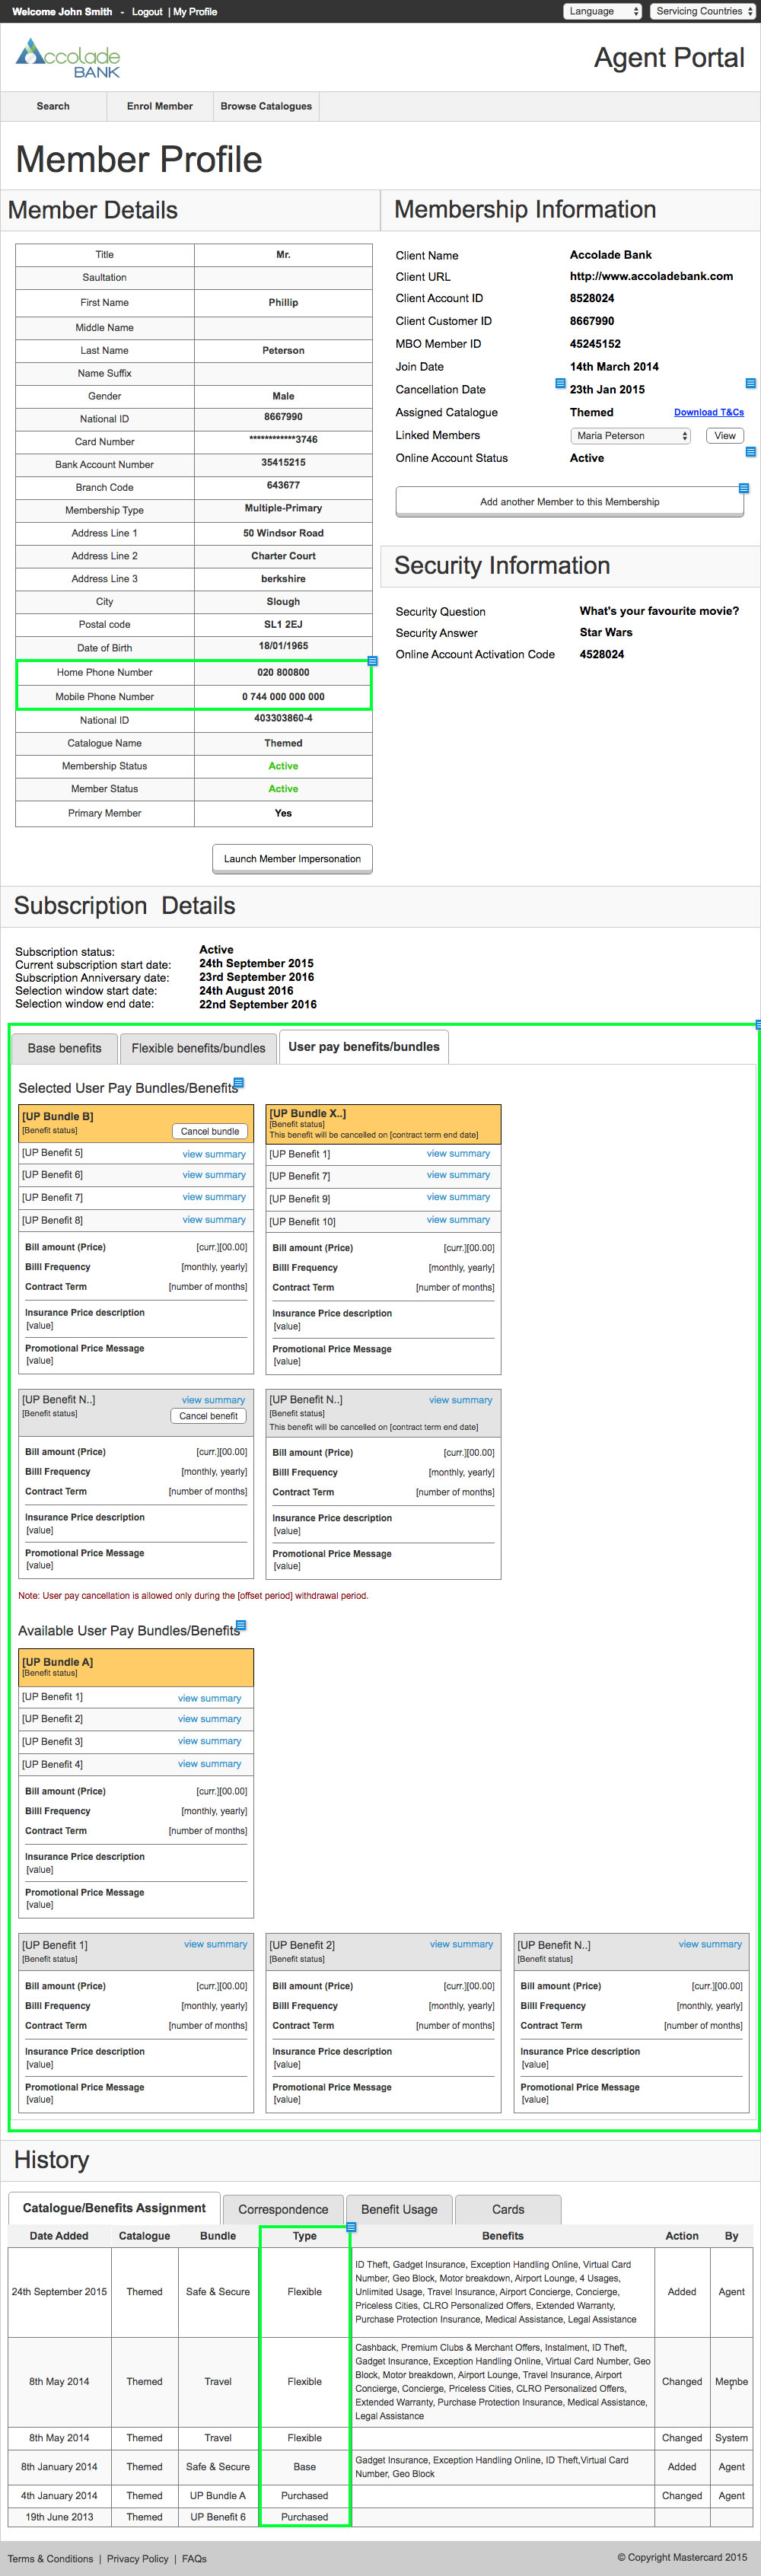 Welcome John Smith - Logout | My Profile
Language
Servicing Countries
Accolade
BANK
Agent Portal
Search
Enrol Member
Browse Catalogues
Member Profile
Member Details
Title Mr.
Saultation
First Name Phillip
Middle Name
Last Name Peterson
Name Suffix
Gender Male
National ID 8667990
Card Number ************3746
Bank Account Number 35415215
Branch Code 643677
Membership Type Multiple-Primary
Address Line 1 50 Windsor Road
Address Line 2 Charter Court
Address Line 3 berkshire
City Slough
Postal code SL1 2EJ
Date of Birth 18/01/1965
Home Phone Number 020 800800
Mobile Phone Number 0 744 000 000 000
National ID 403303860-4
Catalogue Name Themed
Membership Status Active
Member Status Active
Primary Member Yes
Launch Member Impersonation
Membership Information
Client Name Accolade Bank
Client URL http://www.accoladebank.com
Client Account ID 8528024
Client Customer ID 8667990
MBO Member ID 45245152
Join Date 14th March 2014
Cancellation Date 23th Jan 2015
Assigned Catalogue Themed Download T&Cs
Linked Members Maria Peterson View
Online Account Status Active
Add another Member to this Membership
Security Information
Security Question What's your favourite movie?
Security Answer Star Wars
Online Account Activation Code 4528024
Subscription Details
Subscription status: Active
Current subscription start date: 24th September 2015
Subscription Anniversary date: 23rd September 2016
Selection window start date: 24th August 2016
Selection window end date: 22nd September 2016
Base benefits
Flexible benefits/bundles
User pay benefits/bundles
Selected User Pay Bundles/Benefits
[UP Bundle B]
[Benefit status]
Cancel bundle
[UP Benefit 5] view summary
[UP Benefit 6] view summary
[UP Benefit 7] view summary
[UP Benefit 8] view summary
Bill amount (Price) [curr.][00.00]
Billl Frequency [monthly, yearly]
Contract Term [number of months]
Insurance Price description
[value]
Promotional Price Message
[value]
[UP Bundle X..]
[Benefit status]
This benefit will be cancelled on [contract term end date]
[UP Benefit 1] view summary
[UP Benefit 7] view summary
[UP Benefit 9] view summary
[UP Benefit 10] view summary
Bill amount (Price) [curr.][00.00]
Billl Frequency [monthly, yearly]
Contract Term [number of months]
Insurance Price description
[value]
Promotional Price Message
[value]
[UP Benefit N..] view summary
[Benefit status]
Cancel benefit
Bill amount (Price) [curr.][00.00]
Billl Frequency [monthly, yearly]
Contract Term [number of months]
Insurance Price description
[value]
Promotional Price Message
[value]
[UP Benefit N..] view summary
[Benefit status]
This benefit will be cancelled on [contract term end date]
Bill amount (Price) [curr.][00.00]
Billl Frequency [monthly, yearly]
Contract Term [number of months]
Insurance Price description
[value]
Promotional Price Message
[value]
Note: User pay cancellation is allowed only during the [offset period] withdrawal period.
Available User Pay Bundles/Benefits
[UP Bundle A]
[Benefit status]
[UP Benefit 1] view summary
[UP Benefit 2] view summary
[UP Benefit 3] view summary
[UP Benefit 4] view summary
Bill amount (Price) [curr.][00.00]
Billl Frequency [monthly, yearly]
Contract Term [number of months]
Insurance Price description
[value]
Promotional Price Message
[value]
[UP Benefit 1] view summary
[Benefit status]
Bill amount (Price) [curr.][00.00]
Billl Frequency [monthly, yearly]
Contract Term [number of months]
Insurance Price description
[value]
Promotional Price Message
[value]
[UP Benefit 2] view summary
[Benefit status]
Bill amount (Price) [curr.][00.00]
Billl Frequency [monthly, yearly]
Contract Term [number of months]
Insurance Price description
[value]
Promotional Price Message
[value]
[UP Benefit N..] view summary
[Benefit status]
Bill amount (Price) [curr.][00.00]
Billl Frequency [monthly, yearly]
Contract Term [number of months]
Insurance Price description
[value]
Promotional Price Message
[value]
History
Catalogue/Benefits Assignment
Correspondence
Benefit Usage
Cards
Date Added Catalogue Bundle Type Benefits Action By
24th September 2015 Themed Safe & Secure Flexible
ID Theft, Gadget Insurance, Exception Handling Online, Virtual Card
Number, Geo Block, Motor breakdown, Airport Lounge, 4 Usages,
Unlimited Usage, Travel Insurance, Airport Concierge, Concierge,
Priceless Cities, CLRO Personalized Offers, Extended Warranty,
Purchase Protection Insurance, Medical Assistance, Legal Assistance
Added Agent
8th May 2014 Themed Travel Flexible
Cashback, Premium Clubs & Merchant Offers, Instalment, ID Theft,
Gadget Insurance, Exception Handling Online, Virtual Card Number, Geo
Block, Motor breakdown, Airport Lounge, Travel Insurance, Airport
Concierge, Concierge, Priceless Cities, CLRO Personalized Offers,
Extended Warranty, Purchase Protection Insurance, Medical Assistance,
Legal Assistance
Changed Membe
8th May 2014 Themed Travel Flexible Changed System
8th January 2014 Themed Safe & Secure Base
Gadget Insurance, Exception Handling Online, ID Theft,Virtual Card
Number, Geo Block
Added Agent
4th January 2014 Themed UP Bundle A Purchased Changed Agent
19th June 2013 Themed UP Benefit 6 Purchased
Terms & Conditions | Privacy Policy | FAQs
© Copyright Mastercard 2015